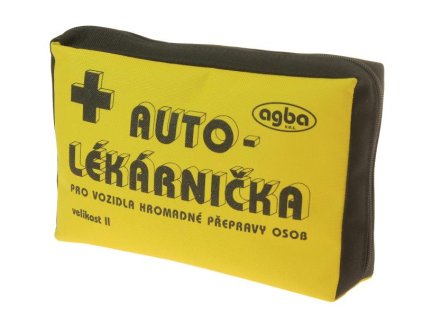 agba
s.r.o.
AUTO-
LÉKÁRNIČKA
PRO VOZIDLA HROMADNÉ PŘEPRAVY OSOB
velikost II